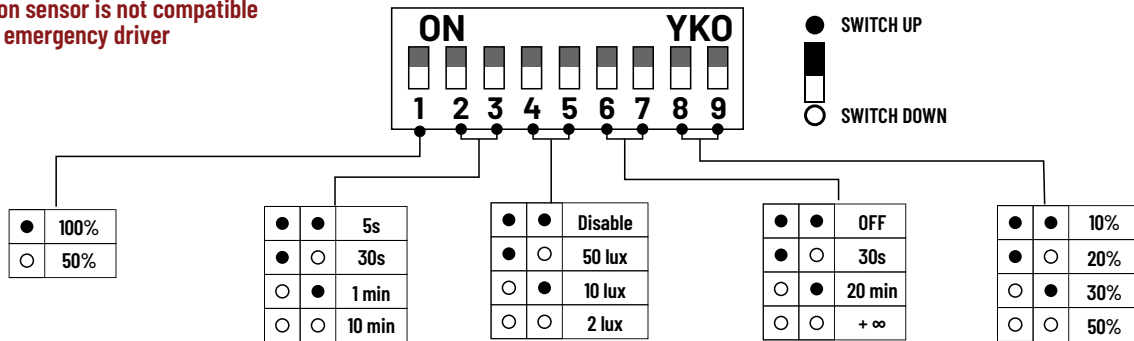 on sensor is not compatible
emergency driver
ON YKO
1 2 3 4 5 6 7 8 9
SWITCH UP
SWITCH DOWN
100%
50%
5s
30s
1 min
10 min
Disable
50 lux
10 lux
2 lux
OFF
30s
20 min
+ ∞
10%
20%
30%
50%